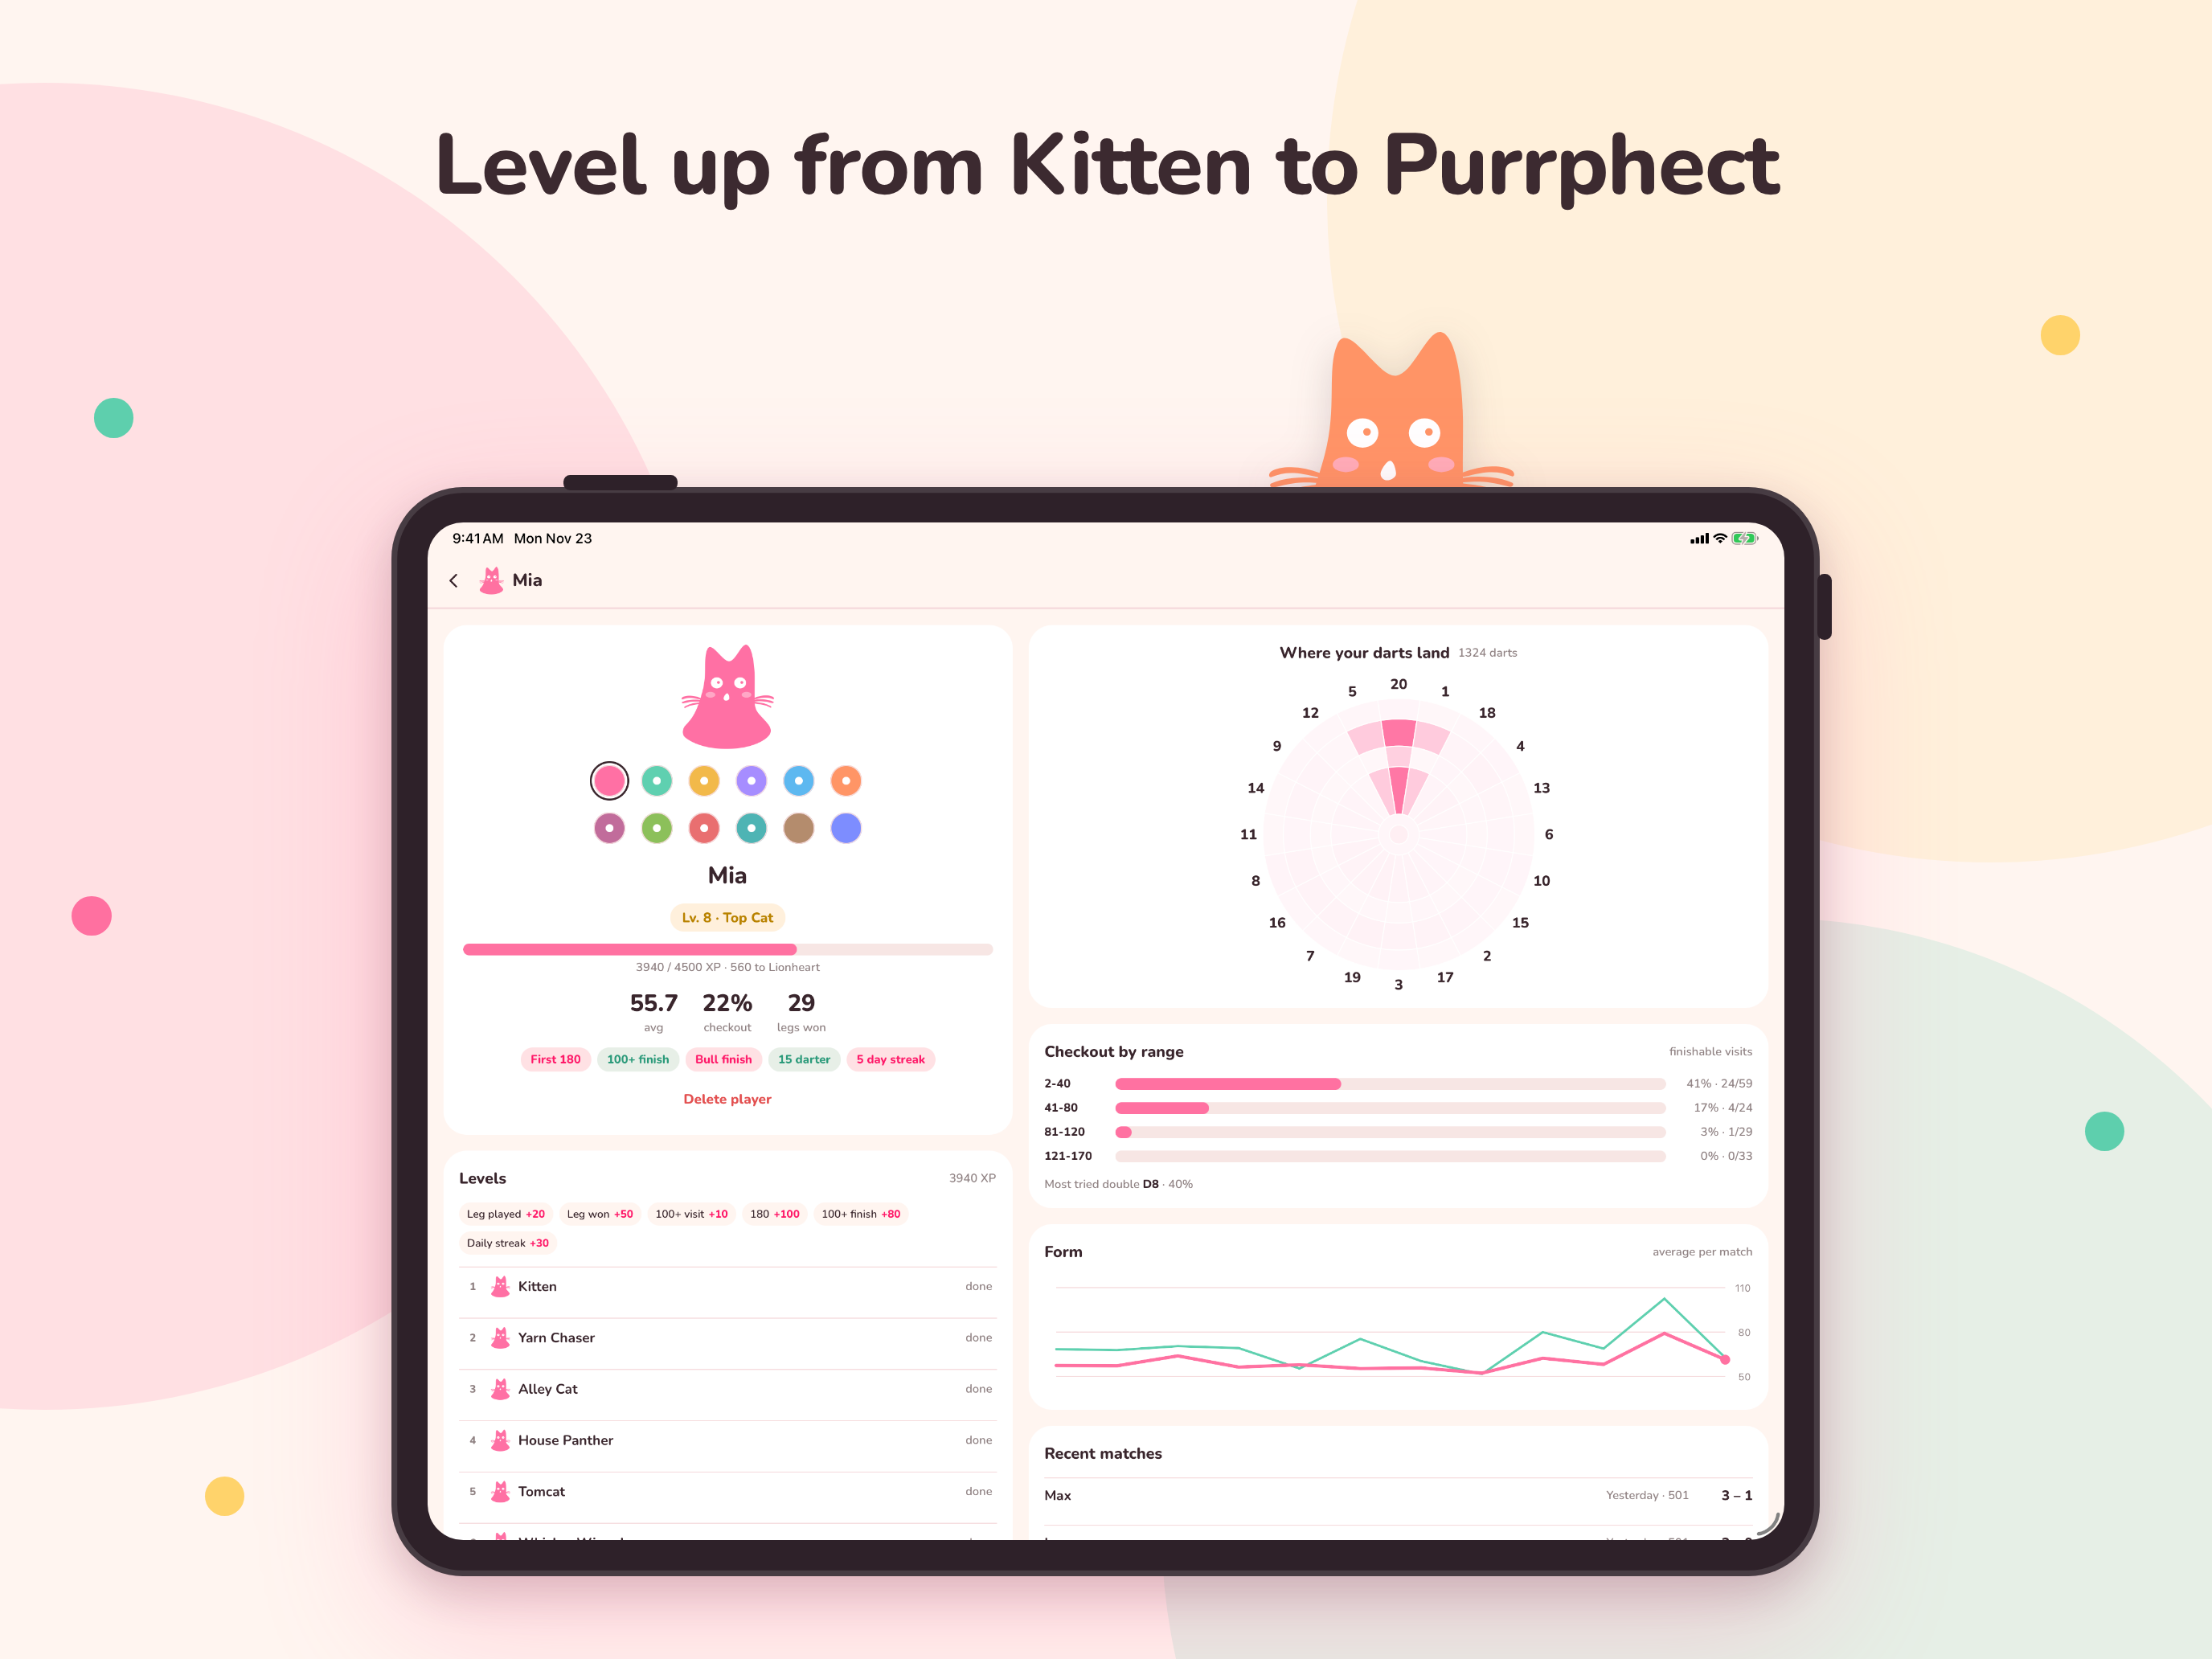 Level up from Kitten to Purrphect
9:41 AM Mon Nov 23
Mia
Mia
Lv. 8 · Top Cat
3940 / 4500 XP · 560 to Lionheart
55.7 22% 29
avg checkout legs won
First 180 100+ finish Bull finish 15 darter 5 day streak
Delete player
Levels 3940 XP
Leg played +20 Leg won +50 100+ visit +10 180 +100 100+ finish +80
Daily streak +30
1 Kitten done
2 Yarn Chaser done
3 Alley Cat done
4 House Panther done
5 Tomcat done
Where your darts land 1324 darts
20
5 1
12 18
9 4
14 13
11 6
8 10
16 15
7 2
19 17
3
Checkout by range finishable visits
2-40 41% · 24/59
41-80 17% · 4/24
81-120 3% · 1/29
121-170 0% · 0/33
Most tried double D8 · 40%
Form average per match
110
80
50
Recent matches
Max Yesterday · 501 3 – 1